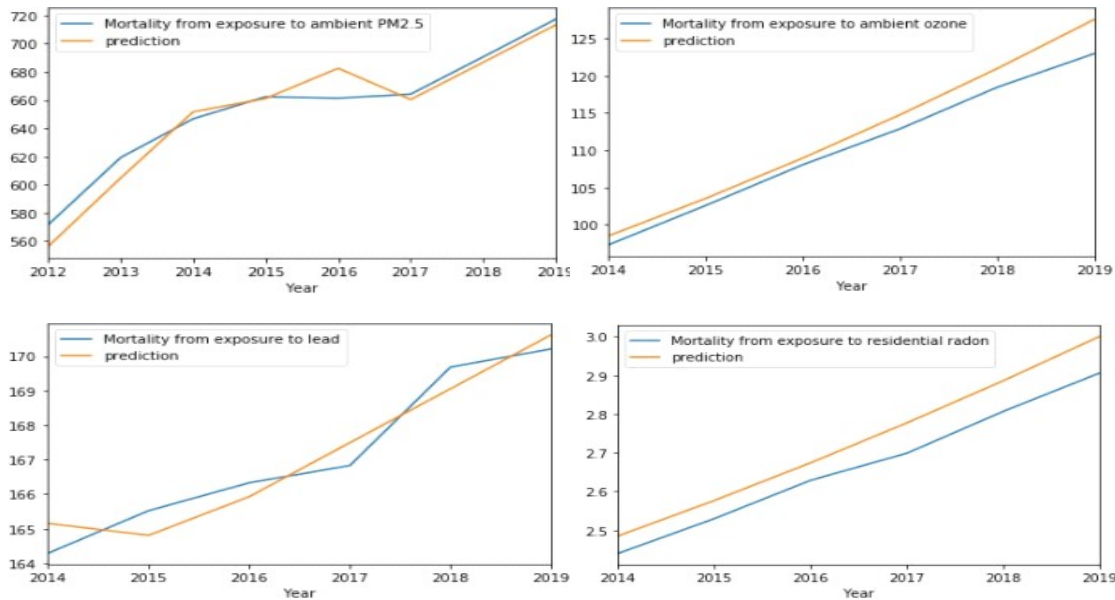 Mortality from exposure to ambient PM2.5
prediction
720
700
680
660
640
620
600
580
560
2012 2013 2014 2015 2016 2017 2018 2019
Year
Mortality from exposure to ambient ozone
prediction
125
120
115
110
105
100
2014 2015 2016 2017 2018 2019
Year
Mortality from exposure to lead
prediction
170
169
168
167
166
165
164
2014 2015 2016 2017 2018 2019
Year
Mortality from exposure to residential radon
prediction
3.0
2.9
2.8
2.7
2.6
2.5
2014 2015 2016 2017 2018 2019
Year